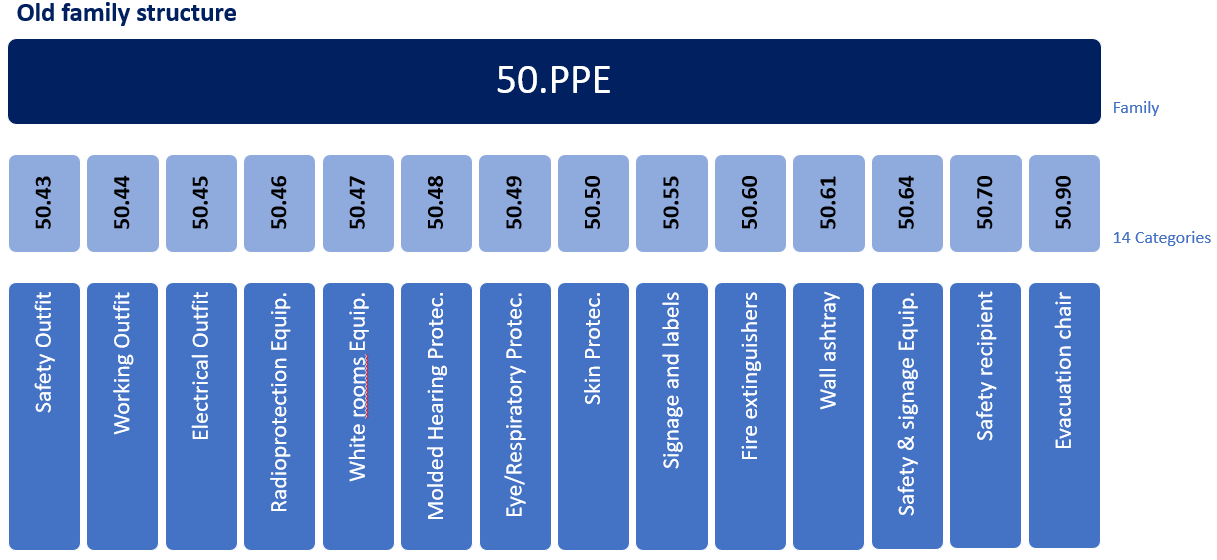 Old family structure
50.PPE
Family
50.43
50.44
50.45
50.46
50.47
50.48
50.49
50.50
50.55
50.60
50.61
50.64
50.70
50.90
14 Categories
Safety Outfit
Working Outfit
Electrical Outfit
Radioprotection Equip.
White rooms Equip.
Molded Hearing Protec.
Eye/Respiratory Protec.
Skin Protec.
Signage and labels
Fire extinguishers
Wall ashtray
Safety & signage Equip.
Safety recipient
Evacuation chair